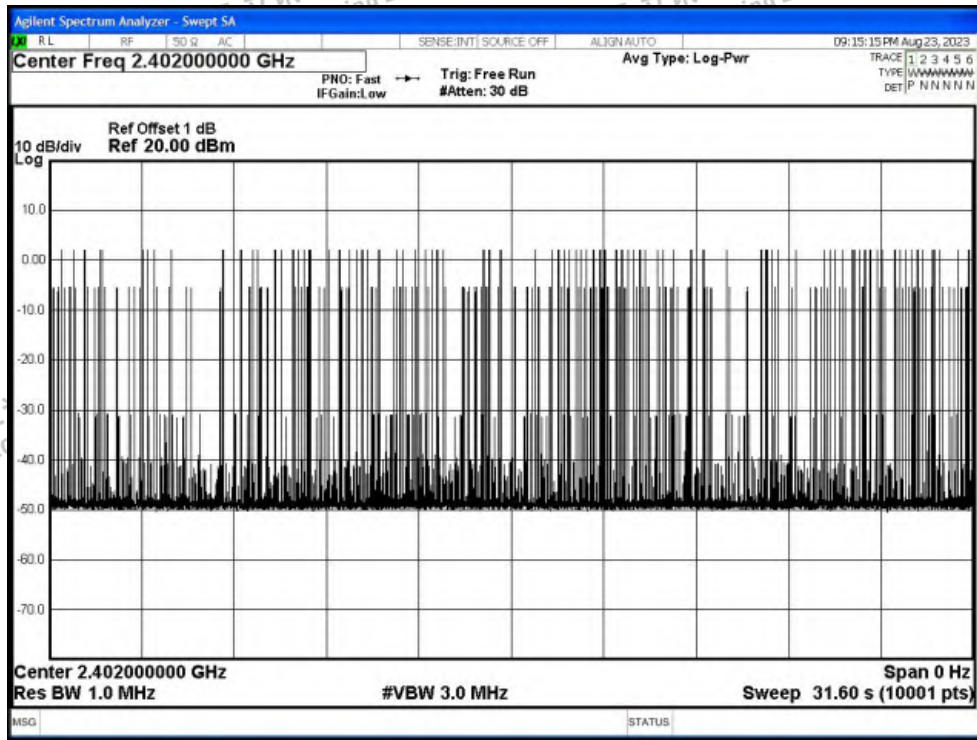 Agilent Spectrum Analyzer - Swept SA
RL RF 50 Ω AC SENSE:INT SOURCE OFF ALIGN AUTO 09:15:15 PM Aug 23, 2023
Center Freq 2.402000000 GHz
PNO: Fast
IFGain:Low
Trig: Free Run
#Atten: 30 dB
Avg Type: Log-Pwr
TRACE 1 2 3 4 5 6
TYPE
DET P N N N N N
Ref Offset 1 dB
10 dB/div Ref 20.00 dBm
Log
10.0
0.00
-10.0
-20.0
-30.0
-40.0
-50.0
-60.0
-70.0
Center 2.402000000 GHz Span 0 Hz
Res BW 1.0 MHz #VBW 3.0 MHz Sweep 31.60 s (10001 pts)
MSG STATUS